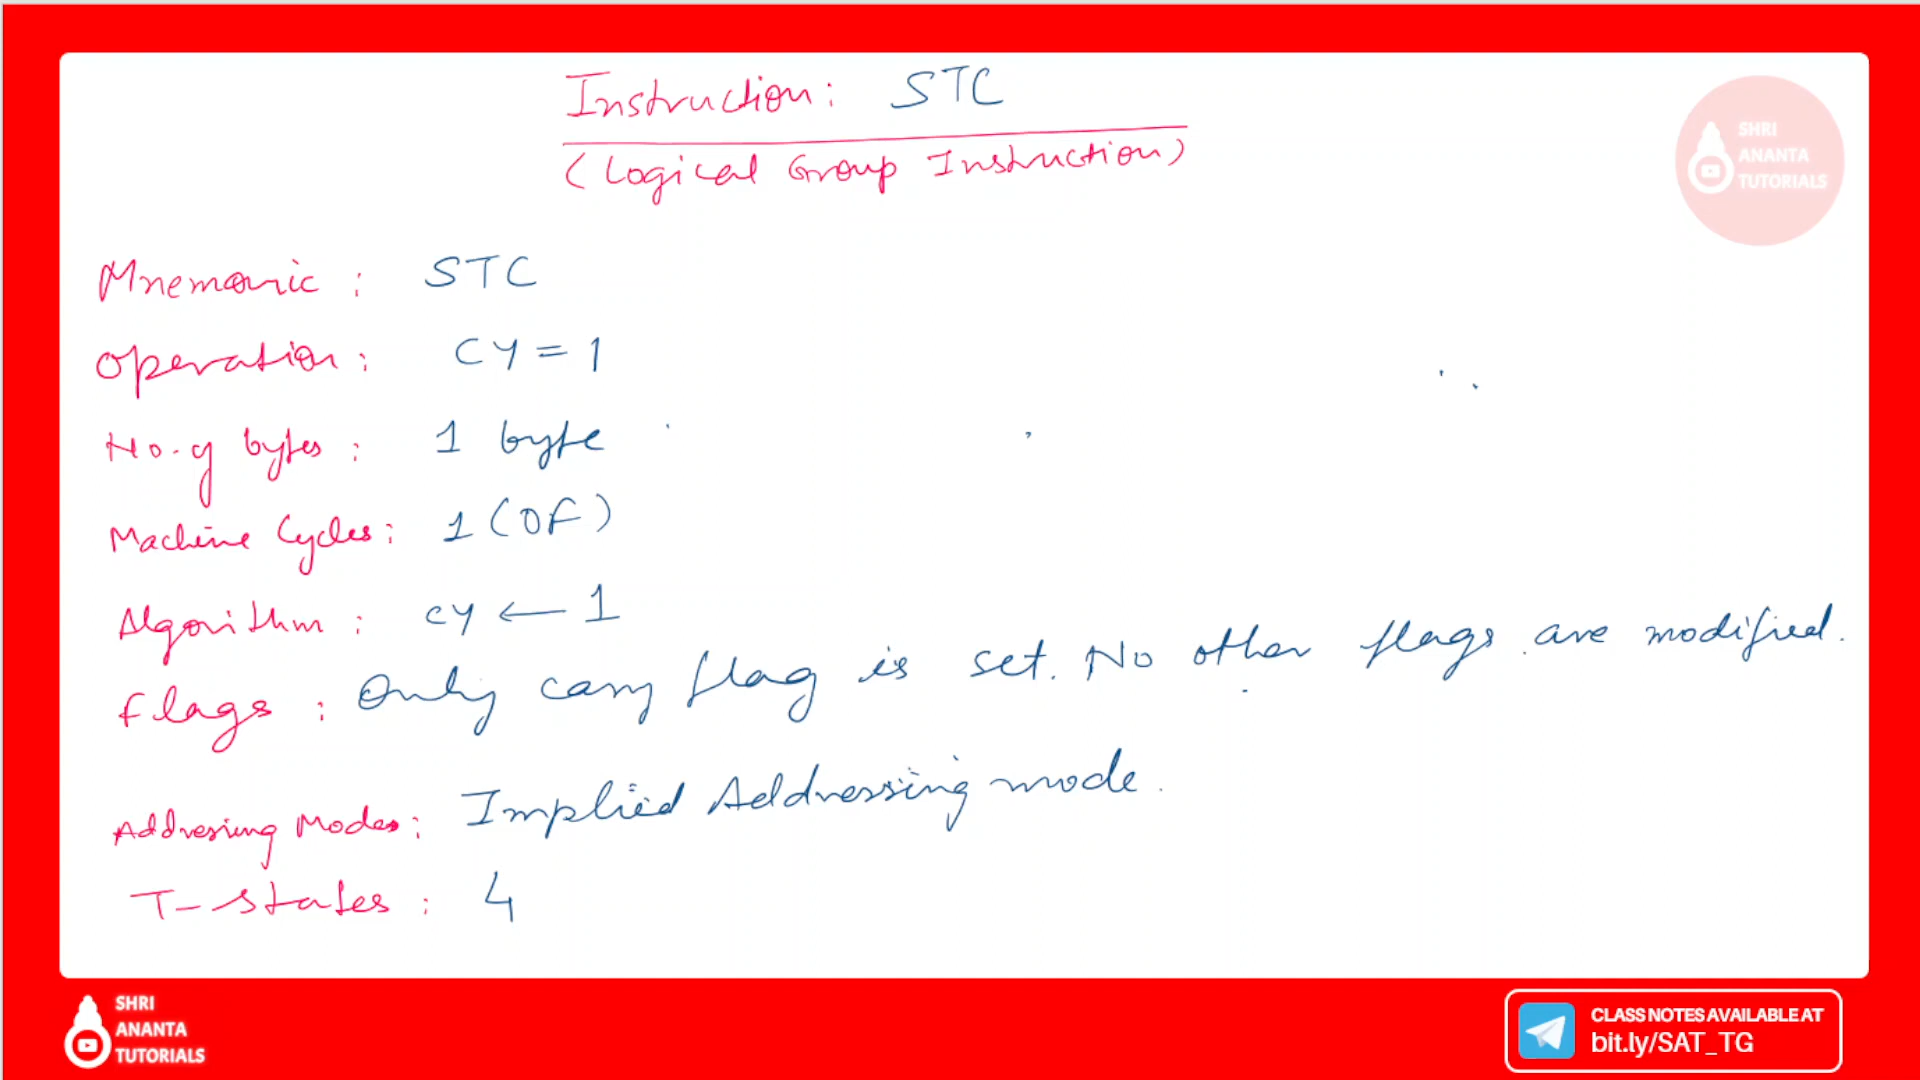 Instruction: STC
(Logical Group Instruction)
SHRI
ANANTA
TUTORIALS
Mnemonic : STC
Operation : CY = 1
No. of bytes : 1 byte
Machine Cycles : 1 (OF)
Algorithm : CY ← 1
Flags : Only carry flag is set. No other flags are modified.
Addressing Modes : Implied Addressing mode.
T-states : 4
SHRI
ANANTA
TUTORIALS
CLASS NOTES AVAILABLE AT
bit.ly/SAT_TG